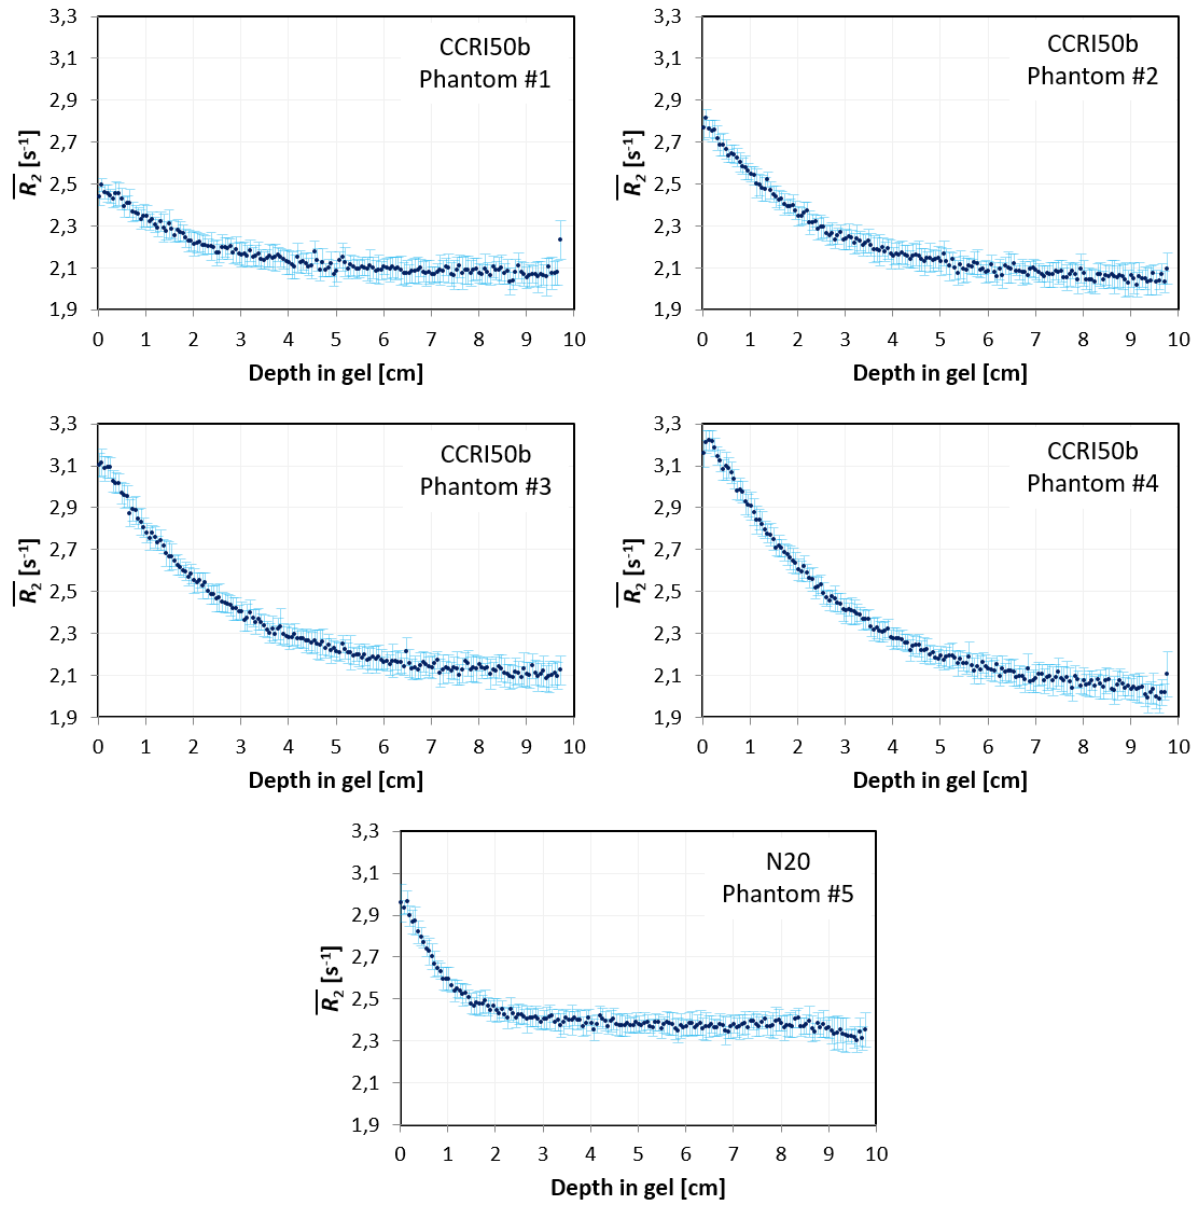 CCRI50b
Phantom #1
3,3
3,1
2,9
2,7
2,5
2,3
2,1
1,9
R2 [s-1]
0 1 2 3 4 5 6 7 8 9 10
Depth in gel [cm]
CCRI50b
Phantom #2
3,3
3,1
2,9
2,7
2,5
2,3
2,1
1,9
R2 [s-1]
0 1 2 3 4 5 6 7 8 9 10
Depth in gel [cm]
CCRI50b
Phantom #3
3,3
3,1
2,9
2,7
2,5
2,3
2,1
1,9
R2 [s-1]
0 1 2 3 4 5 6 7 8 9 10
Depth in gel [cm]
CCRI50b
Phantom #4
3,3
3,1
2,9
2,7
2,5
2,3
2,1
1,9
R2 [s-1]
0 1 2 3 4 5 6 7 8 9 10
Depth in gel [cm]
N20
Phantom #5
3,3
3,1
2,9
2,7
2,5
2,3
2,1
1,9
R2 [s-1]
0 1 2 3 4 5 6 7 8 9 10
Depth in gel [cm]